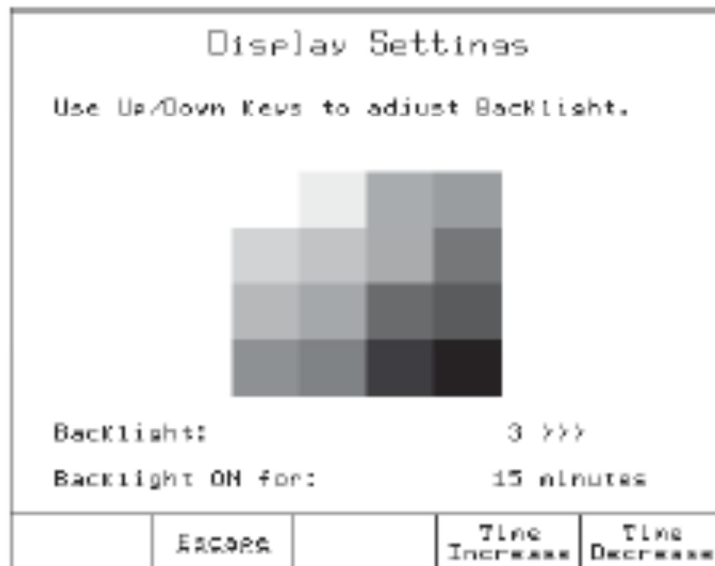 Display Settings
Use Up/Down Keys to adjust Backlight.
Backlight: 3 >>>
Backlight ON for: 15 minutes
Escape
Time Increase
Time Decrease